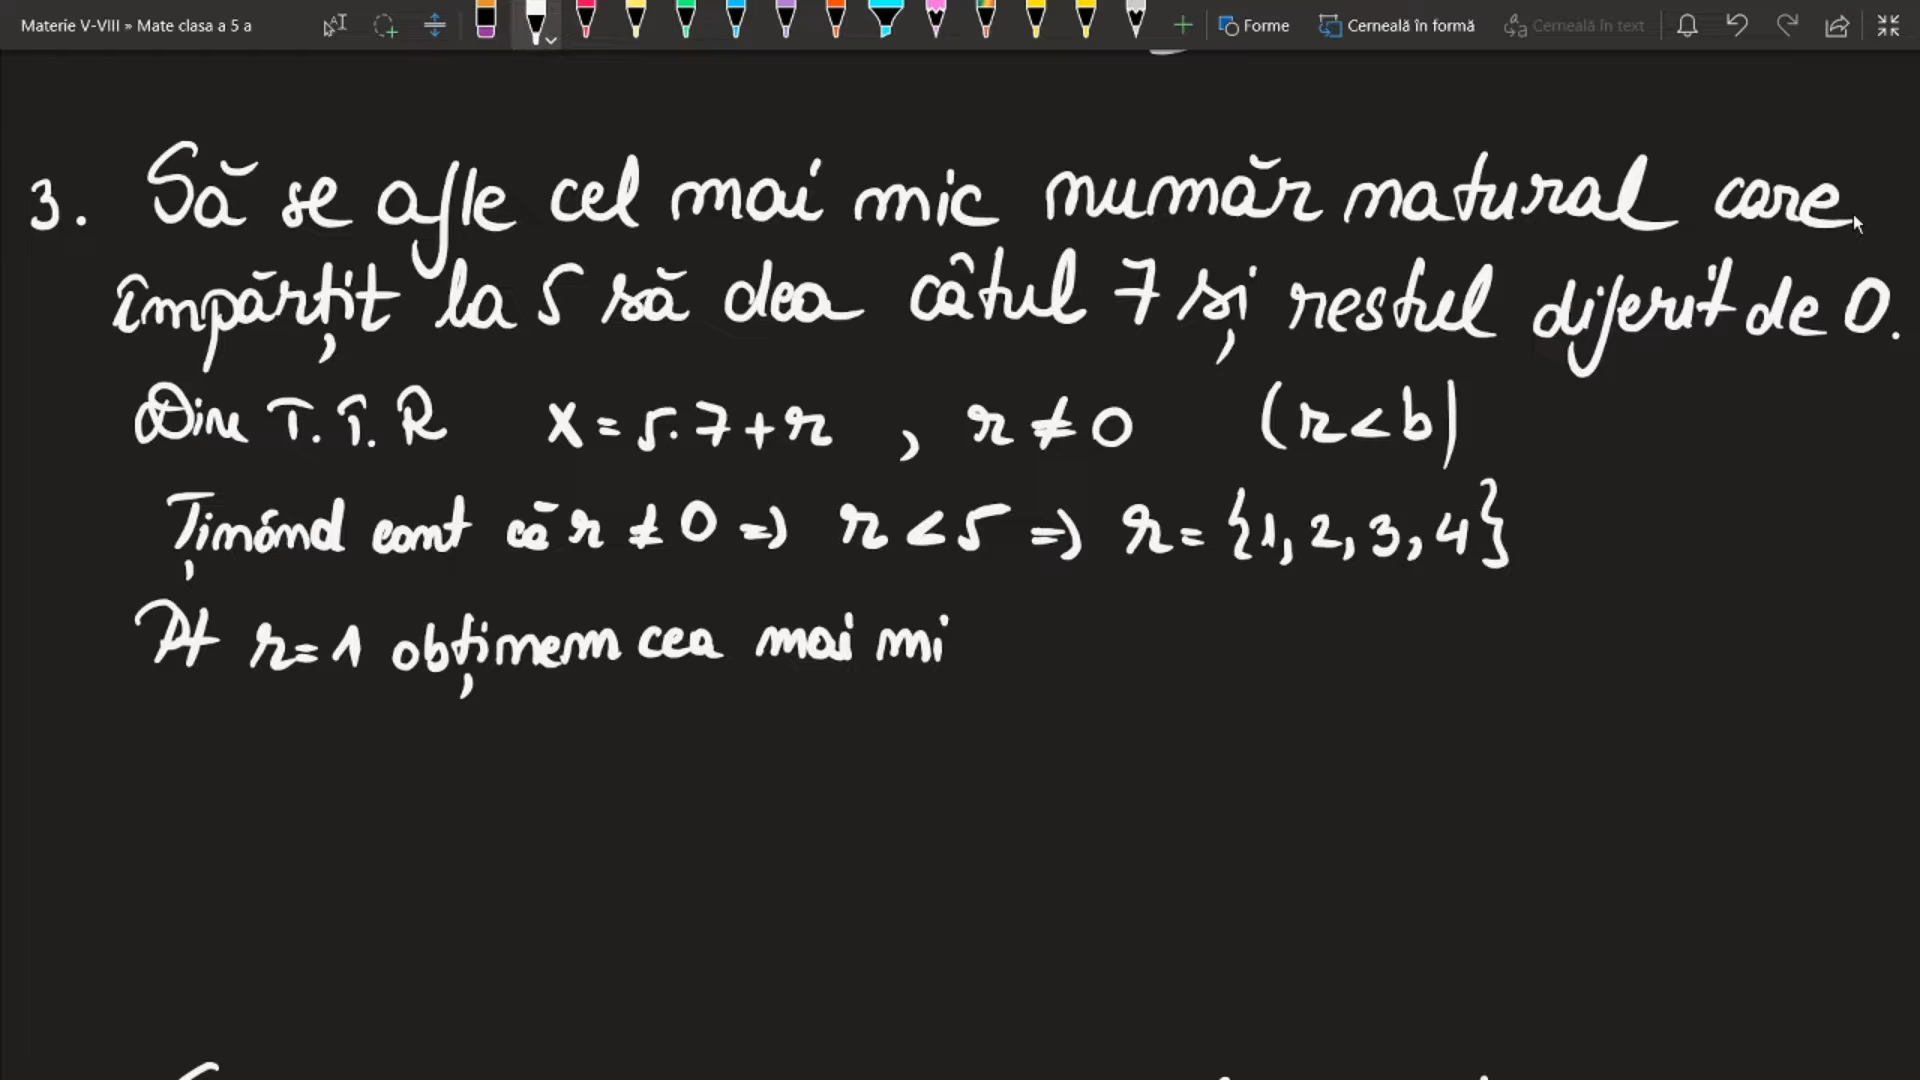 Materie V-VIII » Mate clasa a 5 a
Forme
Cerneală în formă
Cerneală în text
3. Să se afle cel mai mic număr natural care
împărțit la 5 să dea câtul 7 și restul diferit de 0.
Din T.Î.R x = 5·7+r , r ≠ 0 (r<b)
Ținând cont că r ≠ 0 => r < 5 => r = {1, 2, 3, 4}
Pt r=1 obținem cea mai mi